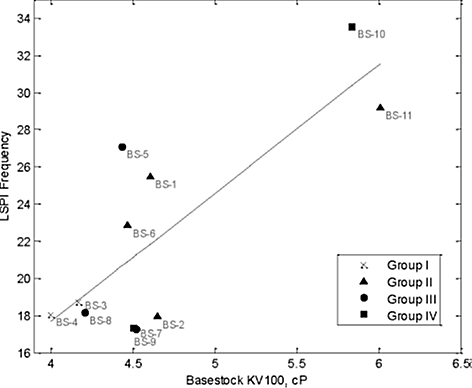 34
32
30
28
26
24
22
20
18
16
LSPI Frequency
BS-10
BS-11
BS-5
BS-1
BS-6
BS-3
BS-4
BS-8
BS-2
BS-7
BS-9
Group I
Group II
Group III
Group IV
4 4.5 5 5.5 6 6.5
Basestock KV100, cP